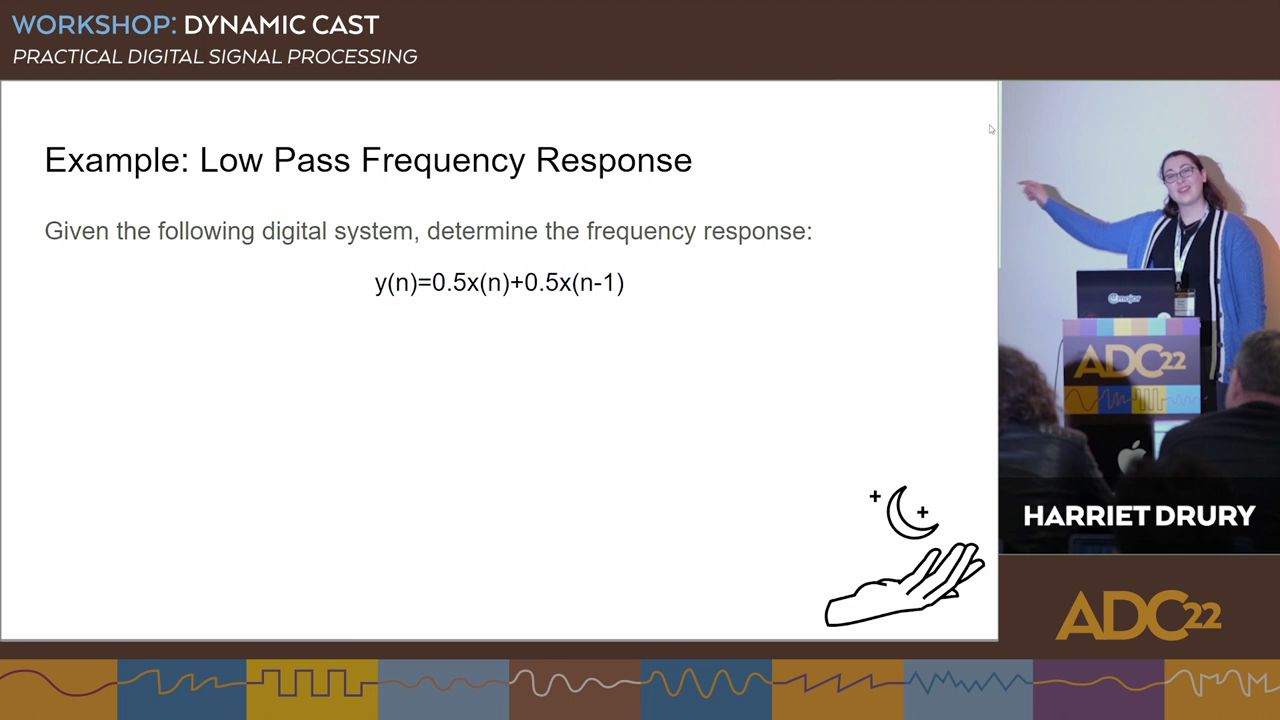 WORKSHOP: DYNAMIC CAST
PRACTICAL DIGITAL SIGNAL PROCESSING
Example: Low Pass Frequency Response
Given the following digital system, determine the frequency response:
y(n)=0.5x(n)+0.5x(n-1)
major
ADC22
HARRIET DRURY
ADC22